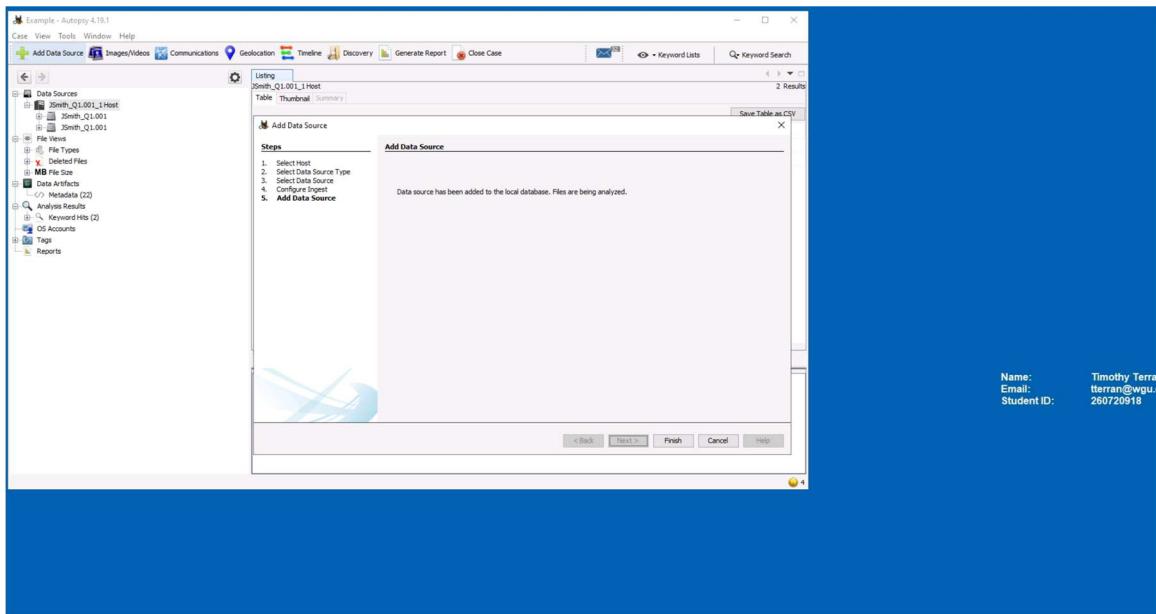 Example - Autopsy 4.19.1
Case View Tools Window Help
Add Data Source Images/Videos Communications Geolocation Timeline Discovery Generate Report Close Case Keyword Lists Keyword Search
Listing
JSmith_Q1.001_1 Host
2 Results
Table Thumbnail Summary
Save Table as CSV
Data Sources
JSmith_Q1.001_1 Host
JSmith_Q1.001
JSmith_Q1.001
File Views
File Types
Deleted Files
MB File Size
Data Artifacts
Metadata (22)
Analysis Results
Keyword Hits (2)
OS Accounts
Tags
Reports
Add Data Source
Steps
1. Select Host
2. Select Data Source Type
3. Select Data Source
4. Configure Ingest
5. Add Data Source
Add Data Source
Data source has been added to the local database. Files are being analyzed.
< Back Next > Finish Cancel Help
4
Name: Timothy Terra
Email: tterran@wgu.
Student ID: 260720918